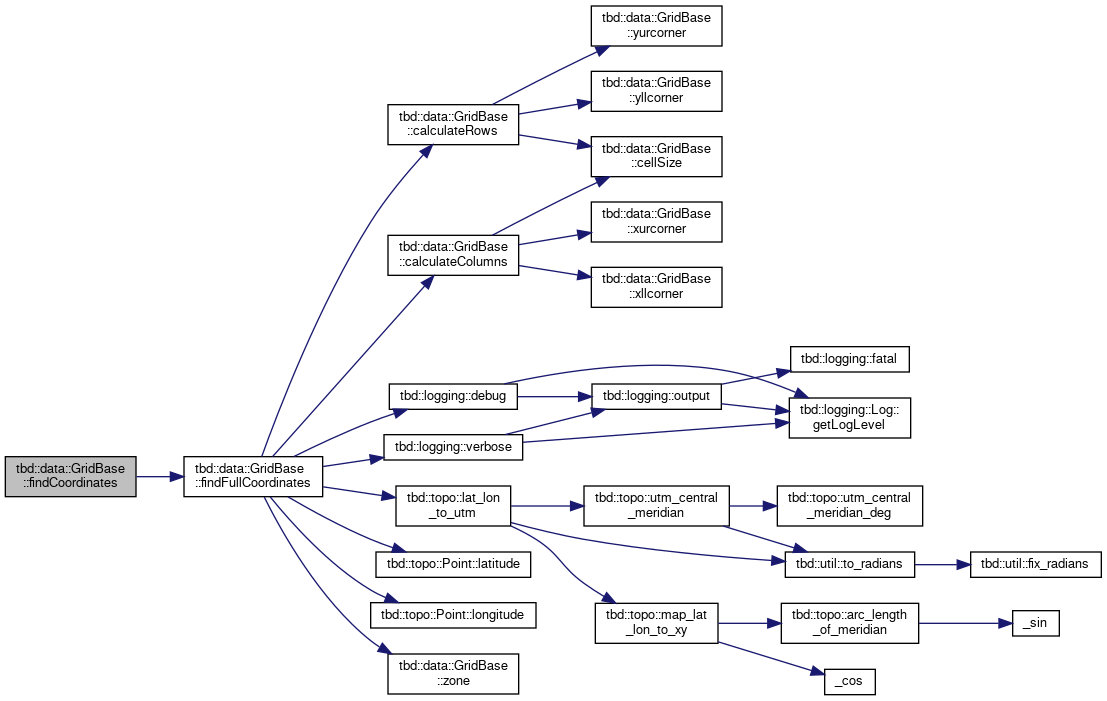 tbd::data::GridBase
::findCoordinates
tbd::data::GridBase
::findFullCoordinates
tbd::data::GridBase
::calculateRows
tbd::data::GridBase
::yurcorner
tbd::data::GridBase
::yllcorner
tbd::data::GridBase
::cellSize
tbd::data::GridBase
::calculateColumns
tbd::data::GridBase
::xurcorner
tbd::data::GridBase
::xllcorner
tbd::logging::debug
tbd::logging::output
tbd::logging::fatal
tbd::logging::Log::
getLogLevel
tbd::logging::verbose
tbd::topo::lat_lon
_to_utm
tbd::topo::utm_central
_meridian
tbd::topo::utm_central
_meridian_deg
tbd::util::to_radians
tbd::util::fix_radians
tbd::topo::map_lat
_lon_to_xy
tbd::topo::arc_length
_of_meridian
_sin
_cos
tbd::topo::Point::latitude
tbd::topo::Point::longitude
tbd::data::GridBase
::zone